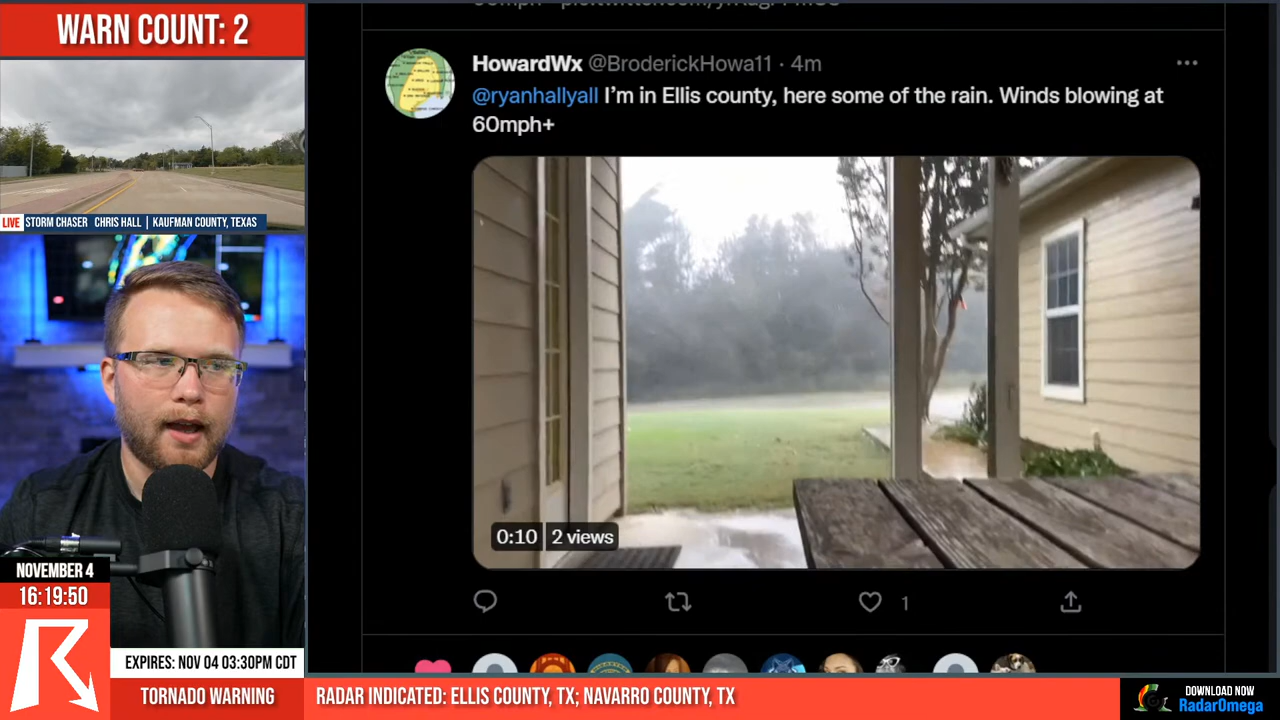 WARN COUNT: 2
HowardWx @BroderickHowa11 · 4m
@ryanhallyall I'm in Ellis county, here some of the rain. Winds blowing at
60mph+
LIVE STORM CHASER CHRIS HALL | KAUFMAN COUNTY, TEXAS
0:10 2 views
1
NOVEMBER 4
16:19:50
EXPIRES: NOV 04 03:30PM CDT
TORNADO WARNING
RADAR INDICATED: ELLIS COUNTY, TX; NAVARRO COUNTY, TX
DOWNLOAD NOW
RadarOmega